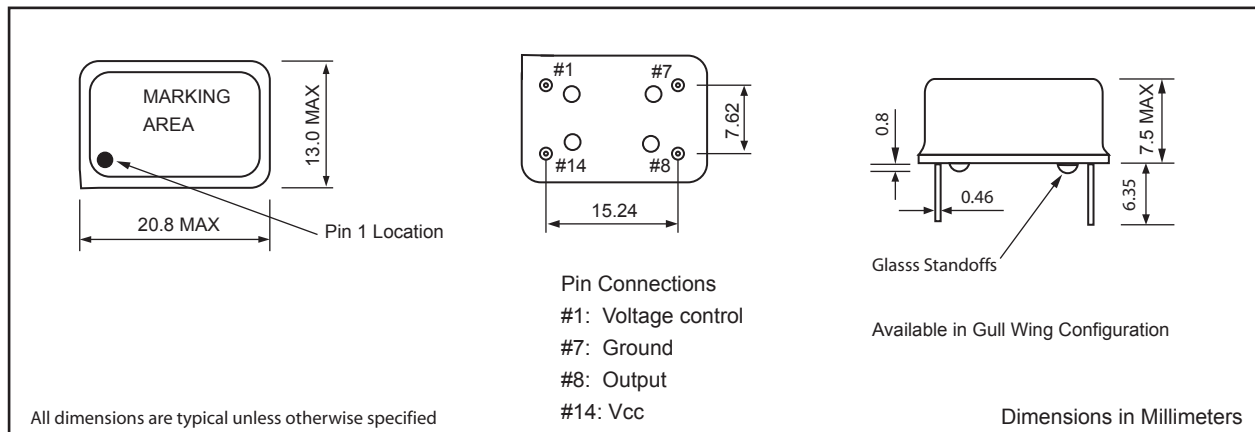 MARKING
AREA
13.0 MAX
20.8 MAX
Pin 1 Location
#1
#7
#14
#8
7.62
15.24
Pin Connections
#1: Voltage control
#7: Ground
#8: Output
#14: Vcc
0.8
7.5 MAX
0.46
6.35
Glasss Standoffs
Available in Gull Wing Configuration
All dimensions are typical unless otherwise specified
Dimensions in Millimeters